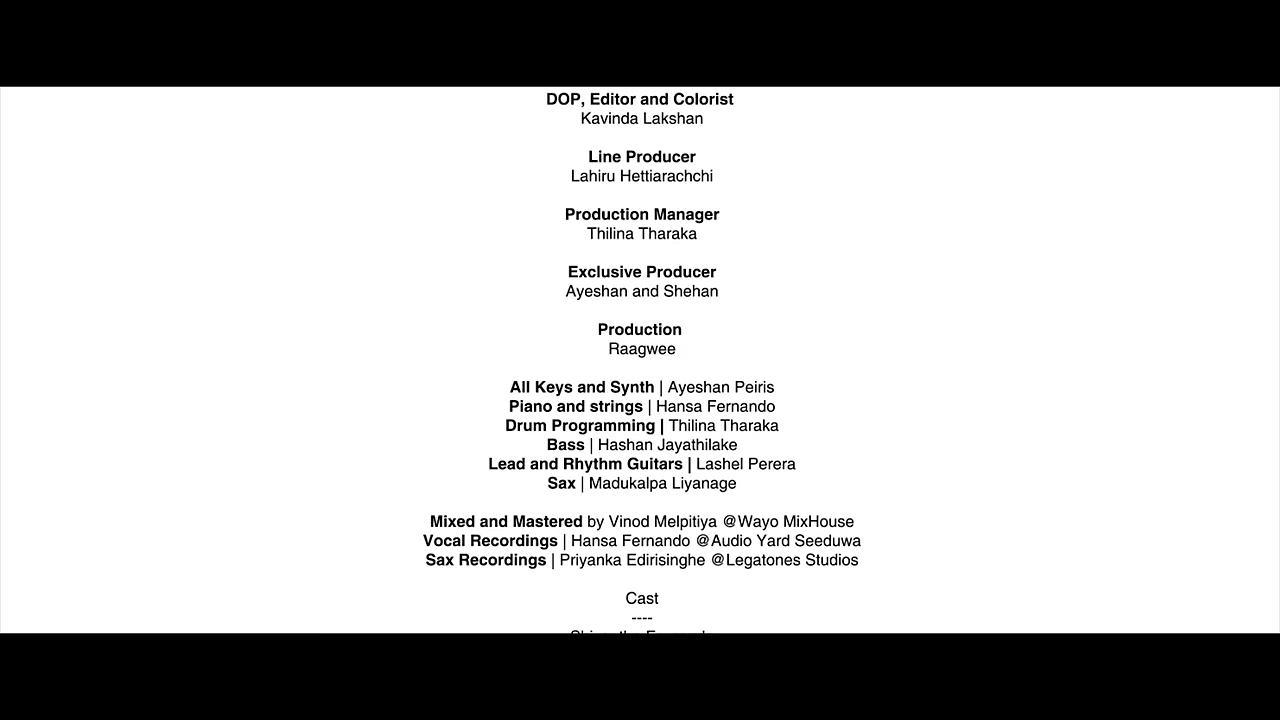 DOP, Editor and Colorist
Kavinda Lakshan
Line Producer
Lahiru Hettiarachchi
Production Manager
Thilina Tharaka
Exclusive Producer
Ayeshan and Shehan
Production
Raagwee
All Keys and Synth | Ayeshan Peiris
Piano and strings | Hansa Fernando
Drum Programming | Thilina Tharaka
Bass | Hashan Jayathilake
Lead and Rhythm Guitars | Lashel Perera
Sax | Madukalpa Liyanage
Mixed and Mastered by Vinod Melpitiya @Wayo MixHouse
Vocal Recordings | Hansa Fernando @Audio Yard Seeduwa
Sax Recordings | Priyanka Edirisinghe @Legatones Studios
Cast
----